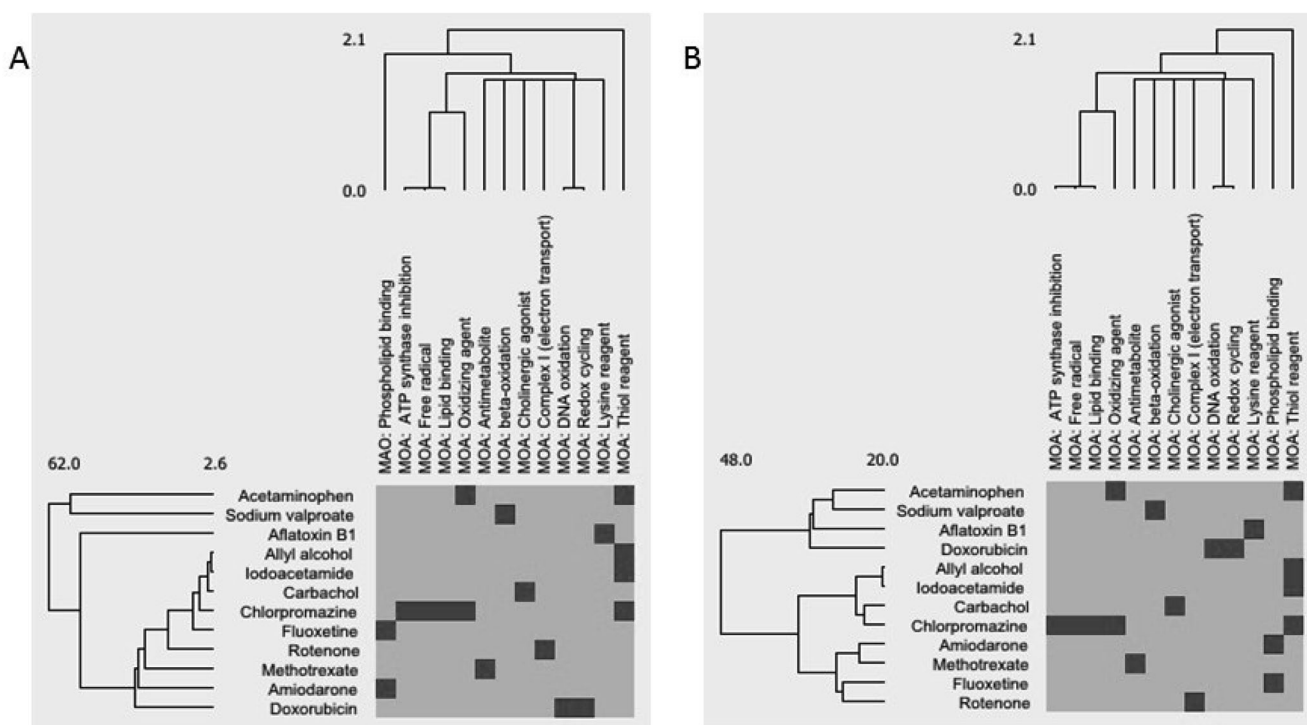 A
2.1
0.0
MAO: Phospholipid binding
MOA: ATP synthase inhibition
MOA: Free radical
MOA: Lipid binding
MOA: Oxidizing agent
MOA: Antimetabolite
MOA: beta-oxidation
MOA: Cholinergic agonist
MOA: Complex I (electron transport)
MOA: DNA oxidation
MOA: Redox cycling
MOA: Lysine reagent
MOA: Thiol reagent
62.0
2.6
Acetaminophen
Sodium valproate
Aflatoxin B1
Allyl alcohol
Iodoacetamide
Carbachol
Chlorpromazine
Fluoxetine
Rotenone
Methotrexate
Amiodarone
Doxorubicin
B
2.1
0.0
MOA: ATP synthase inhibition
MOA: Free radical
MOA: Lipid binding
MOA: Oxidizing agent
MOA: Antimetabolite
MOA: beta-oxidation
MOA: Cholinergic agonist
MOA: Complex I (electron transport)
MOA: DNA oxidation
MOA: Redox cycling
MOA: Lysine reagent
MOA: Phospholipid binding
MOA: Thiol reagent
48.0
20.0
Acetaminophen
Sodium valproate
Aflatoxin B1
Doxorubicin
Allyl alcohol
Iodoacetamide
Carbachol
Chlorpromazine
Amiodarone
Methotrexate
Fluoxetine
Rotenone